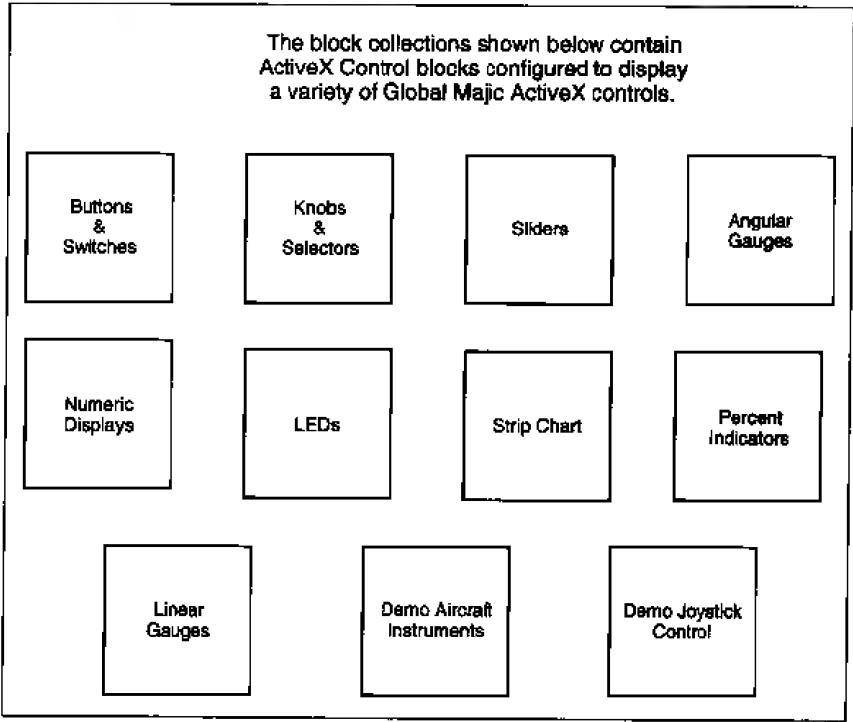 The block collections shown below contain
ActiveX Control blocks configured to display
a variety of Global Majic ActiveX controls.
Buttons
&
Switches
Knobs
&
Selectors
Sliders
Angular
Gauges
Numeric
Displays
LEDs
Strip Chart
Percent
Indicators
Linear
Gauges
Demo Aircraft
Instruments
Demo Joystick
Control